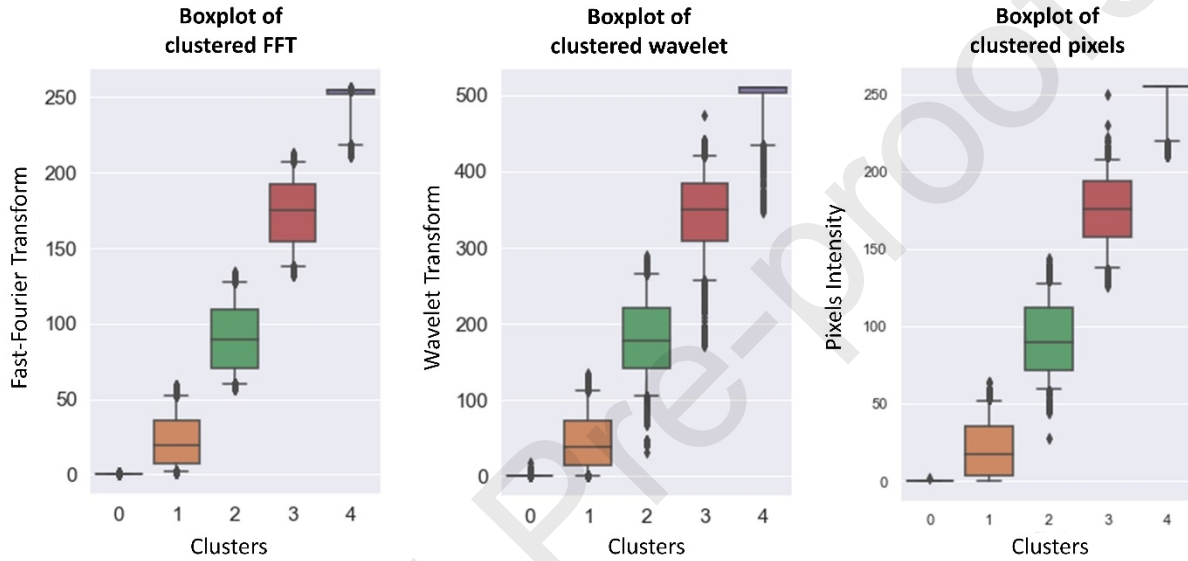 Boxplot of
clustered FFT
Boxplot of
clustered wavelet
Boxplot of
clustered pixels
Fast-Fourier Transform
250
200
150
100
50
0
0 1 2 3 4
Clusters
Wavelet Transform
500
400
300
200
100
0
0 1 2 3 4
Clusters
Pixels Intensity
250
200
150
100
50
0
0 1 2 3 4
Clusters
Pre-proofs